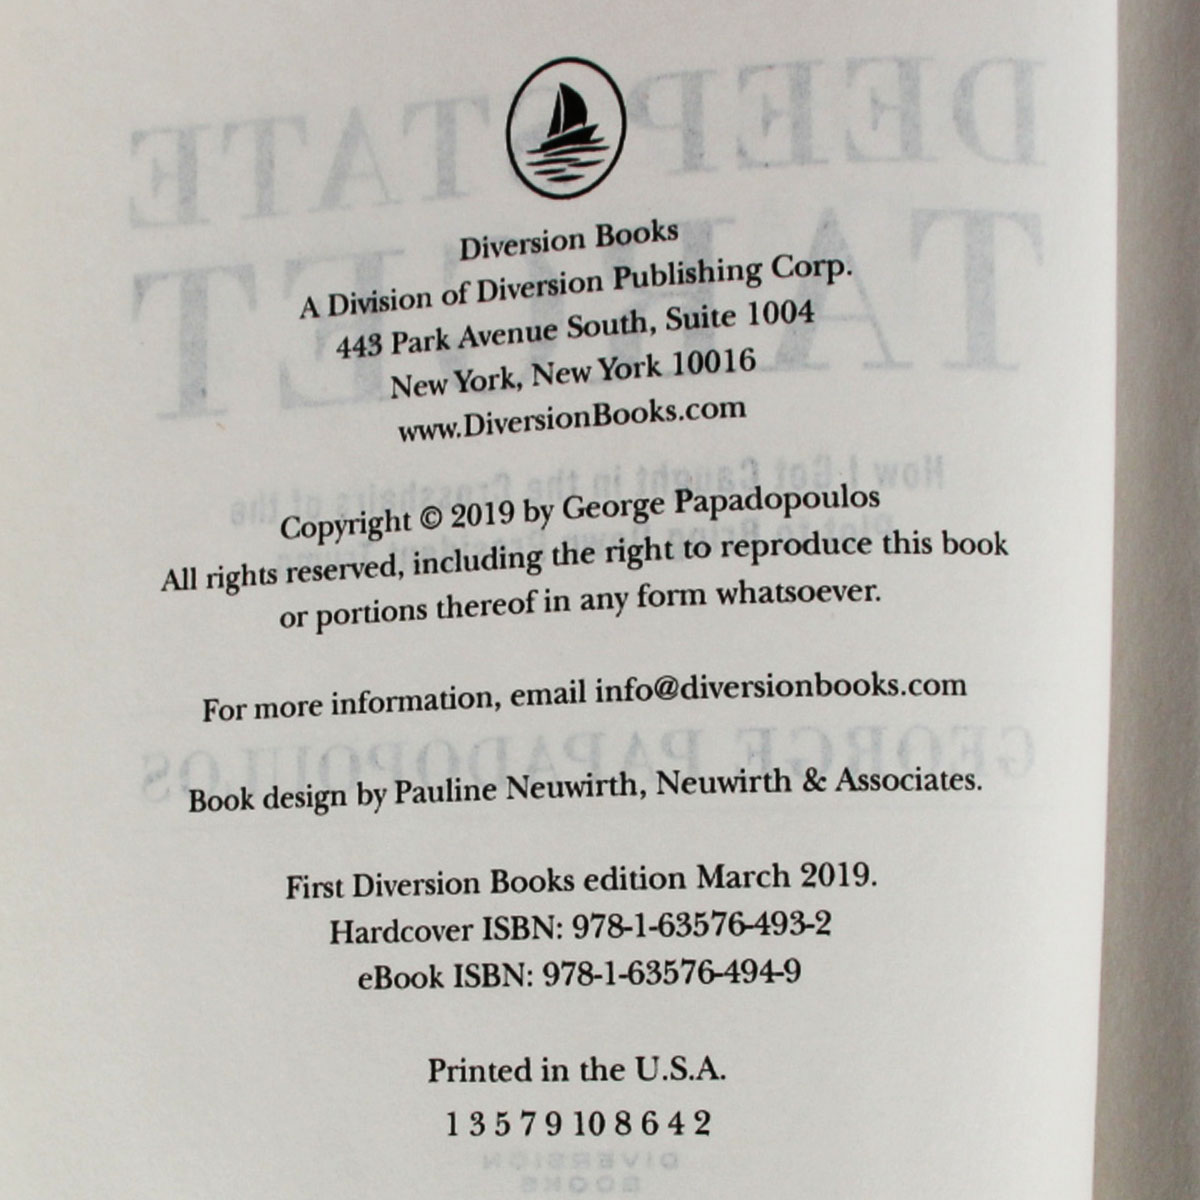 Diversion Books
A Division of Diversion Publishing Corp.
443 Park Avenue South, Suite 1004
New York, New York 10016
www.DiversionBooks.com
Copyright © 2019 by George Papadopoulos
All rights reserved, including the right to reproduce this book
or portions thereof in any form whatsoever.
For more information, email info@diversionbooks.com
Book design by Pauline Neuwirth, Neuwirth & Associates.
First Diversion Books edition March 2019.
Hardcover ISBN: 978-1-63576-493-2
eBook ISBN: 978-1-63576-494-9
Printed in the U.S.A.
1 3 5 7 9 10 8 6 4 2